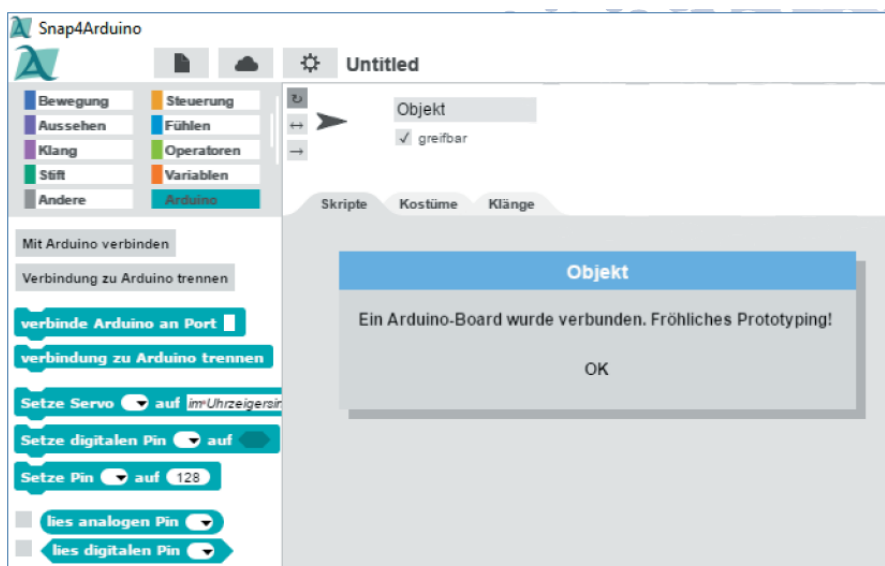 Snap4Arduino
Untitled
Bewegung Steuerung
Aussehen Fühlen
Klang Operatoren
Stift Variablen
Andere Arduino
Objekt
greifbar
Skripte Kostüme Klänge
Mit Arduino verbinden
Verbindung zu Arduino trennen
verbinde Arduino an Port
verbindung zu Arduino trennen
Setze Servo auf im Uhrzeigersin
Setze digitalen Pin auf
Setze Pin auf 128
lies analogen Pin
lies digitalen Pin
Objekt
Ein Arduino-Board wurde verbunden. Fröhliches Prototyping!
OK